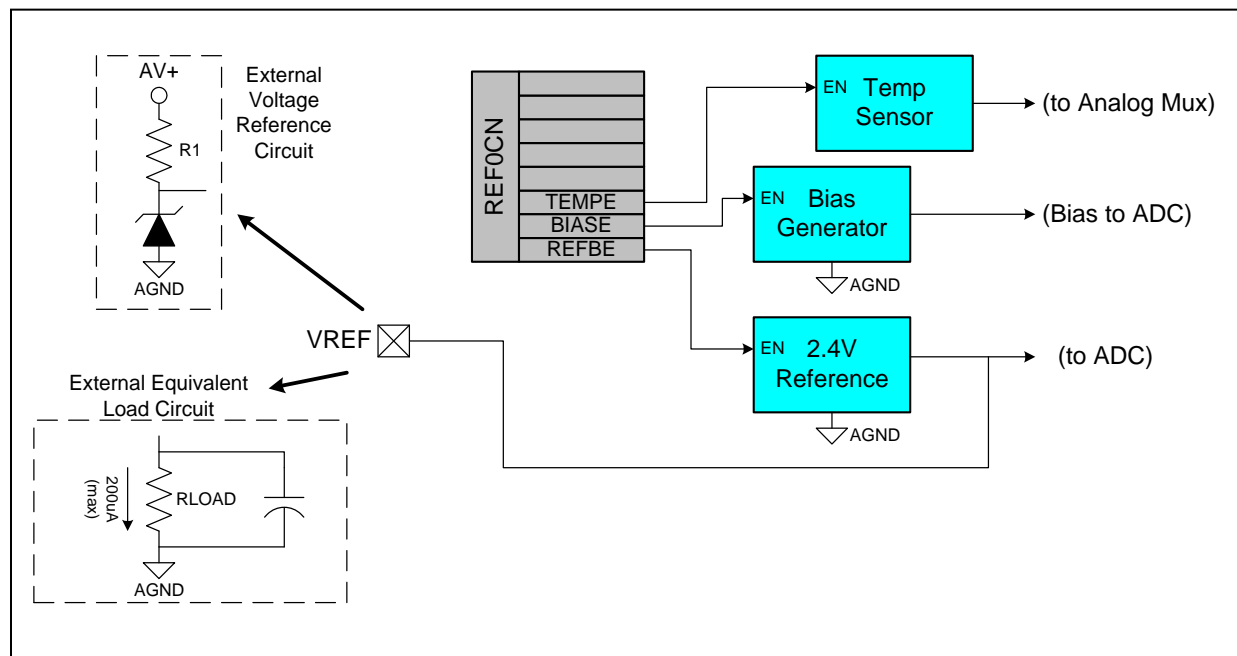 AV+
External
Voltage
Reference
Circuit
R1
AGND
REF0CN
TEMPE
BIASE
REFBE
EN
Temp
Sensor
(to Analog Mux)
EN
Bias
Generator
(Bias to ADC)
AGND
VREF
EN
2.4V
Reference
(to ADC)
AGND
External Equivalent
Load Circuit
200uA
(max)
RLOAD
AGND